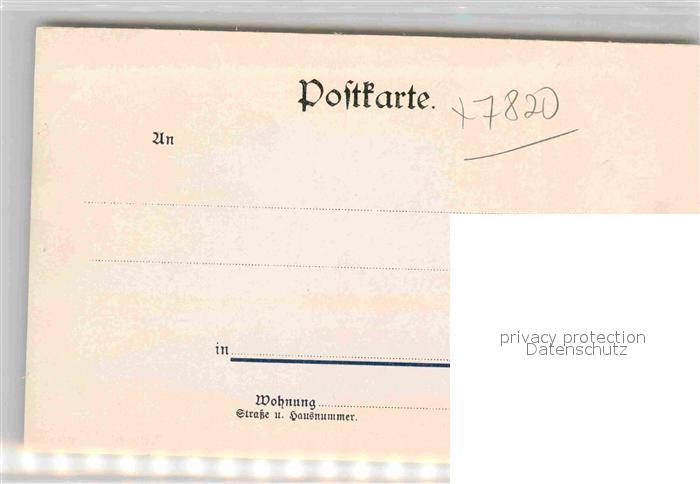 Postkarte. x7820
An
in
privacy protection
Datenschutz
Wohnung
Straße u. Hausnummer.